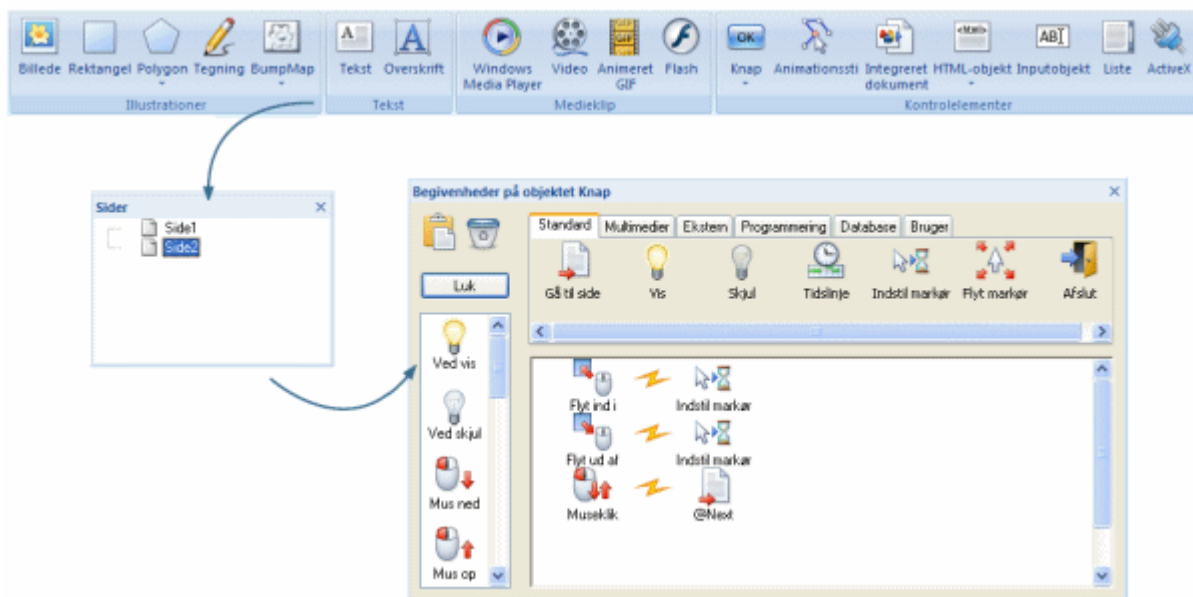 Billede Rektangel Polygon Tegning BumpMap Tekst Overskrift Windows Media Player Video Animeret GIF Flash Knap Animationssti Integreret dokument HTML-objekt Inputobjekt Liste ActiveX
Illustrationer Tekst Medieklip Kontrolelementer
OK <Html> AB
Sider
Side1
Side2
Begivenheder på objektet Knap
Standard Multimedier Ekstern Programmering Database Bruger
Luk
Gå til side Vis Skjul Tidslinje Indstil markør Flyt markør Afslut
Ved vis
Ved skjul
Mus ned
Mus op
Flyt ind i Indstil markør
Flyt ud af Indstil markør
Museklik @Next